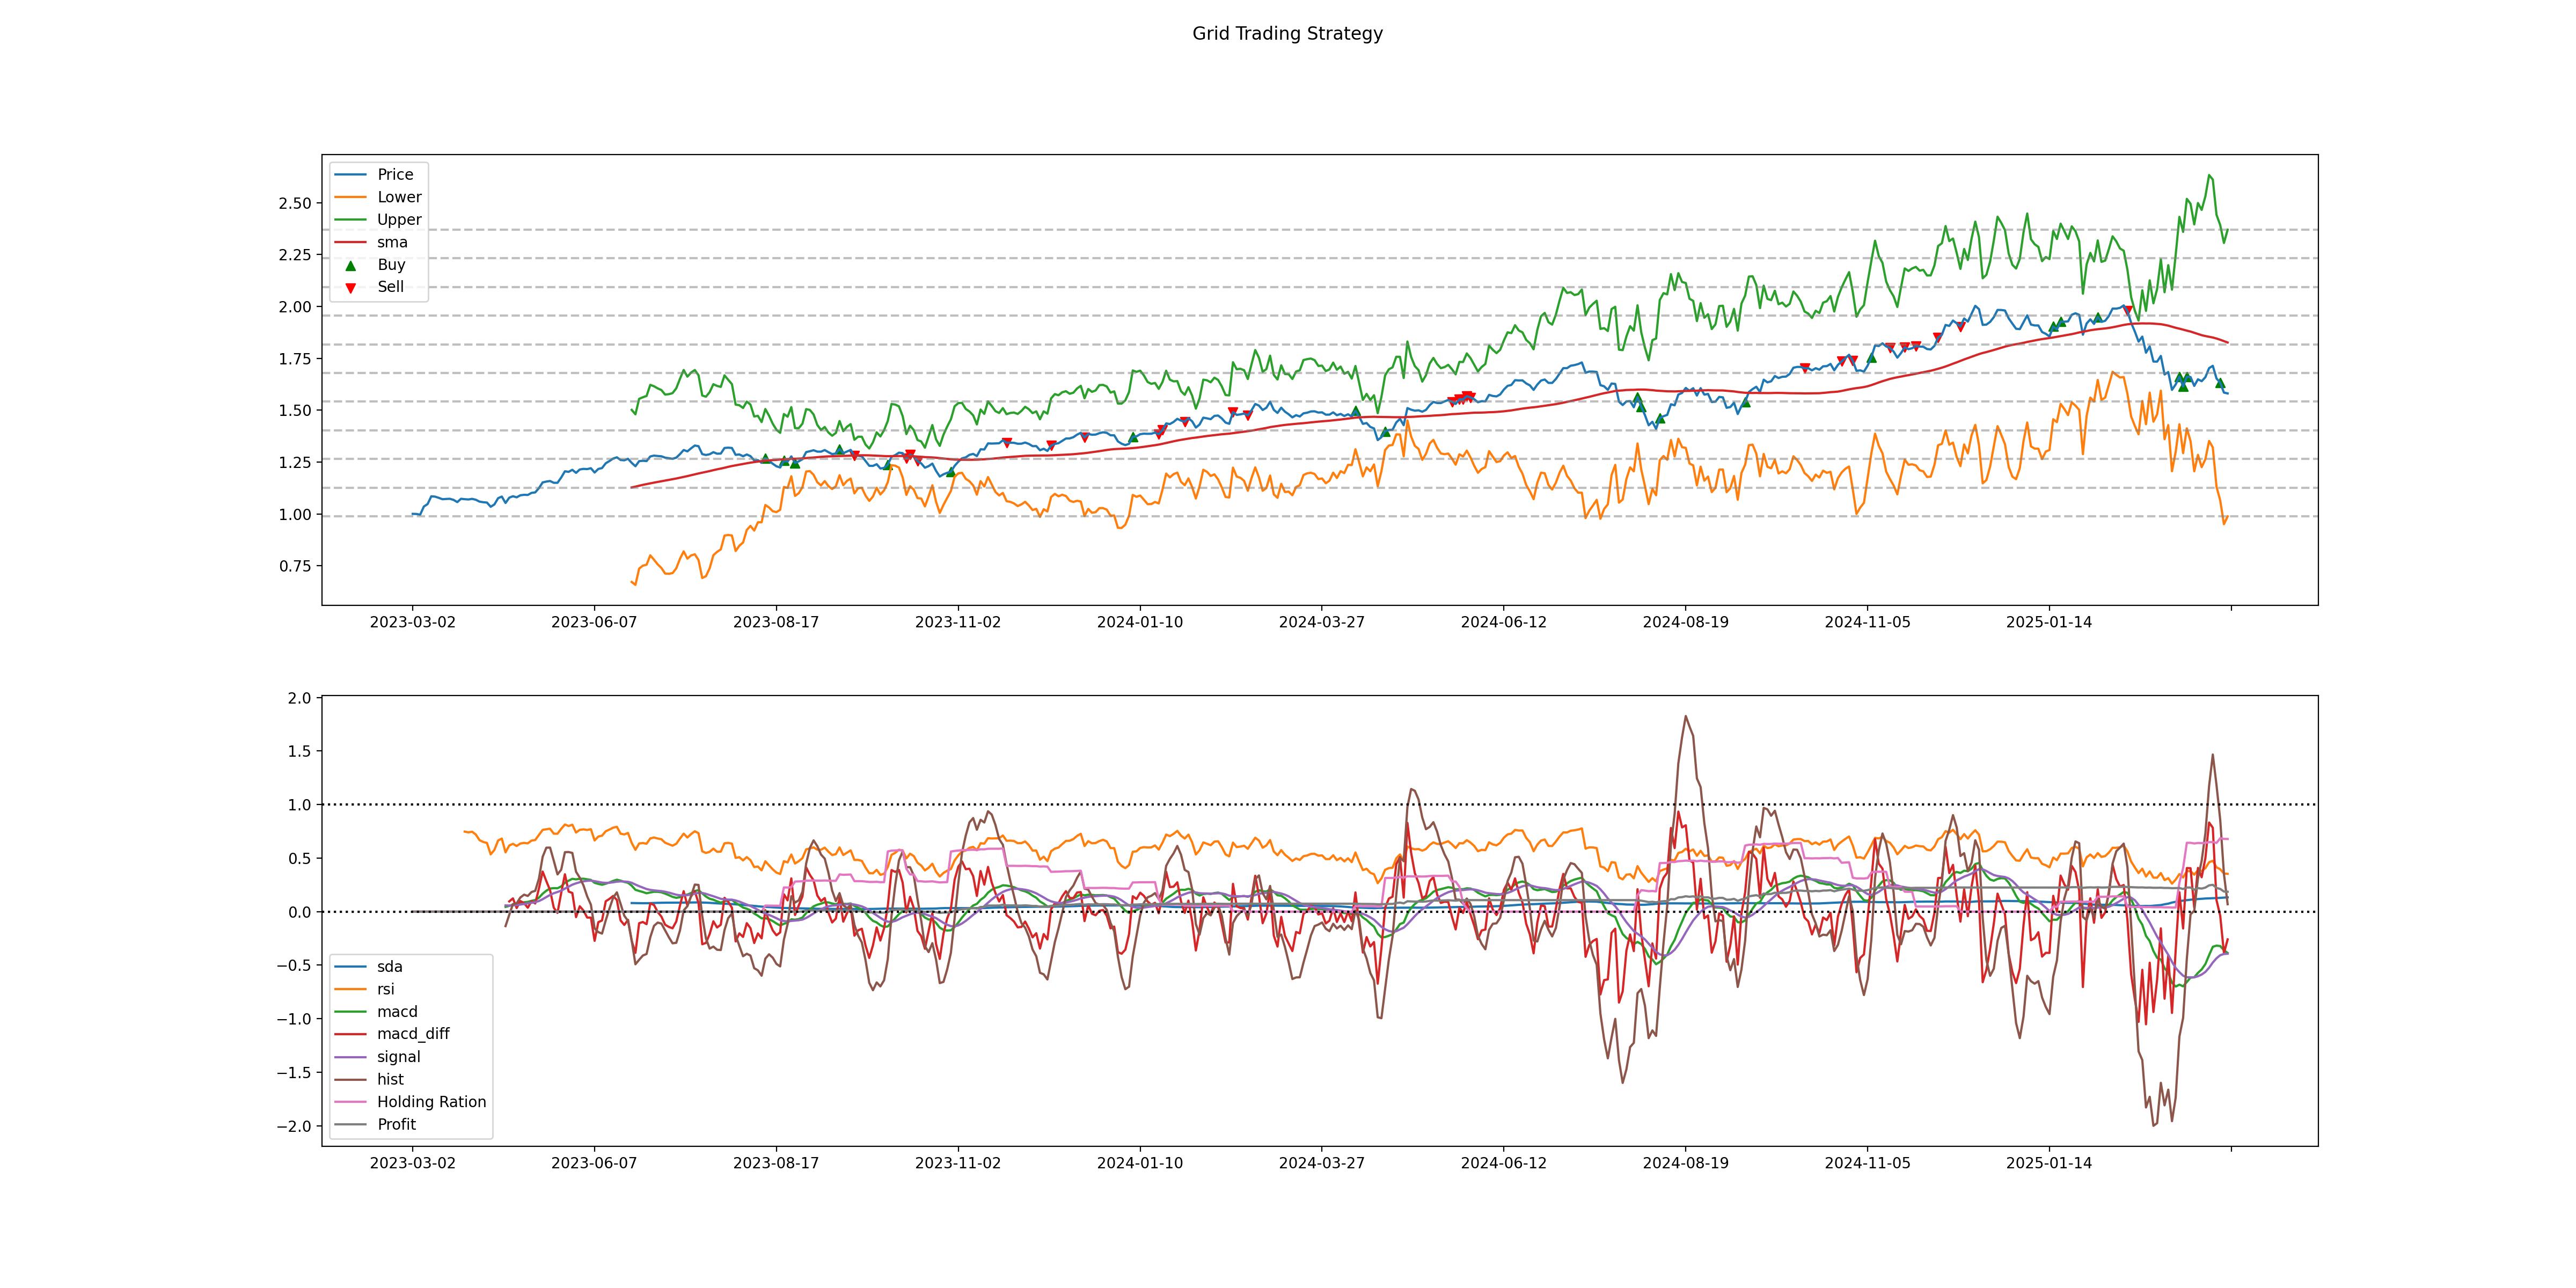 Grid Trading Strategy
Price
Lower
Upper
sma
Buy
Sell
2.50
2.25
2.00
1.75
1.50
1.25
1.00
0.75
2023-03-02 2023-06-07 2023-08-17 2023-11-02 2024-01-10 2024-03-27 2024-06-12 2024-08-19 2024-11-05 2025-01-14
2.0
1.5
1.0
0.5
0.0
−0.5
−1.0
−1.5
−2.0
sda
rsi
macd
macd_diff
signal
hist
Holding Ration
Profit
2023-03-02 2023-06-07 2023-08-17 2023-11-02 2024-01-10 2024-03-27 2024-06-12 2024-08-19 2024-11-05 2025-01-14